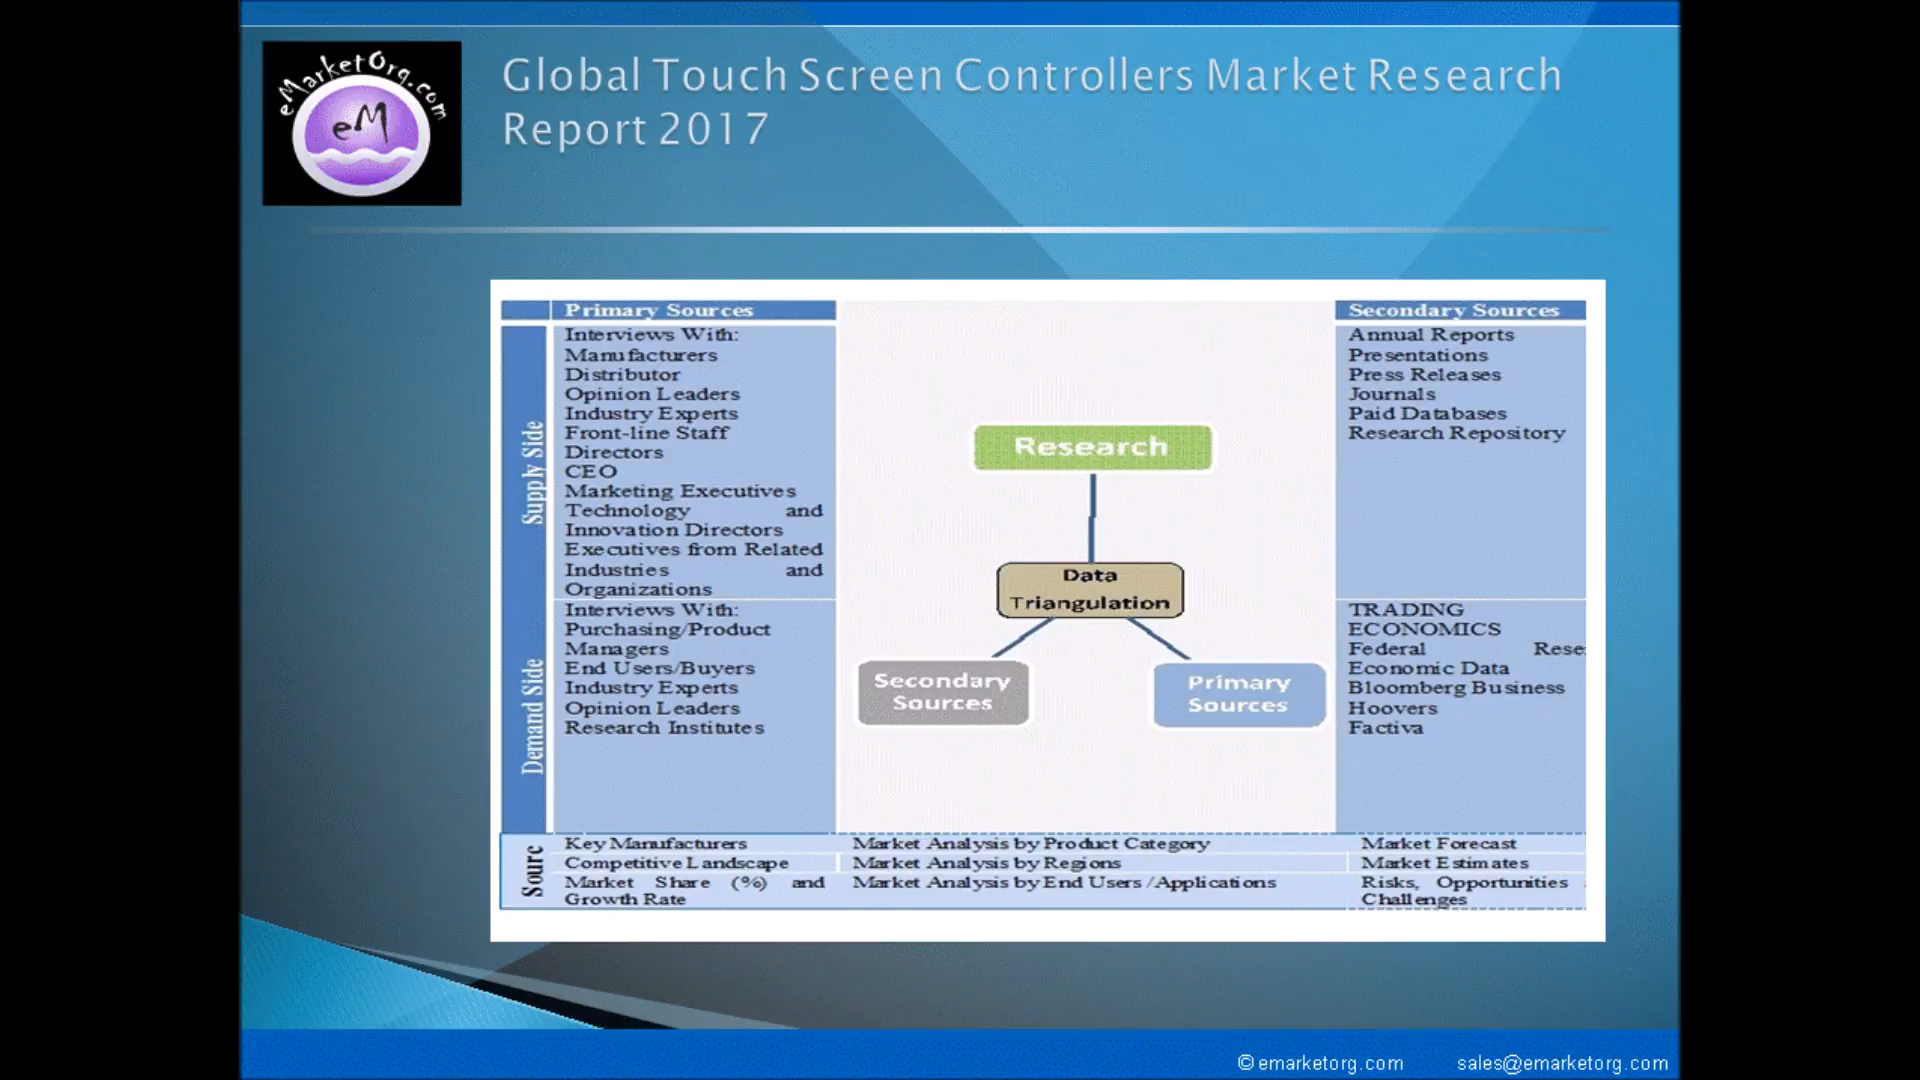 eMarketOrg.com
eM
Global Touch Screen Controllers Market Research
Report 2017
Primary Sources
Supply Side
Interviews With:
Manufacturers
Distributor
Opinion Leaders
Industry Experts
Front-line Staff
Directors
CEO
Marketing Executives
Technology and
Innovation Directors
Executives from Related
Industries and
Organizations
Demand Side
Interviews With:
Purchasing/Product
Managers
End Users/Buyers
Industry Experts
Opinion Leaders
Research Institutes
Research
Data
Triangulation
Secondary
Sources
Primary
Sources
Secondary Sources
Annual Reports
Presentations
Press Releases
Journals
Paid Databases
Research Repository
TRADING
ECONOMICS
Federal Rese
Economic Data
Bloomberg Business
Hoovers
Factiva
Sourc
Key Manufacturers
Competitive Landscape
Market Share (%) and
Growth Rate
Market Analysis by Product Category
Market Analysis by Regions
Market Analysis by End Users /Applications
Market Forecast
Market Estimates
Risks, Opportunities
Challenges
© emarketorg.com sales@emarketorg.com